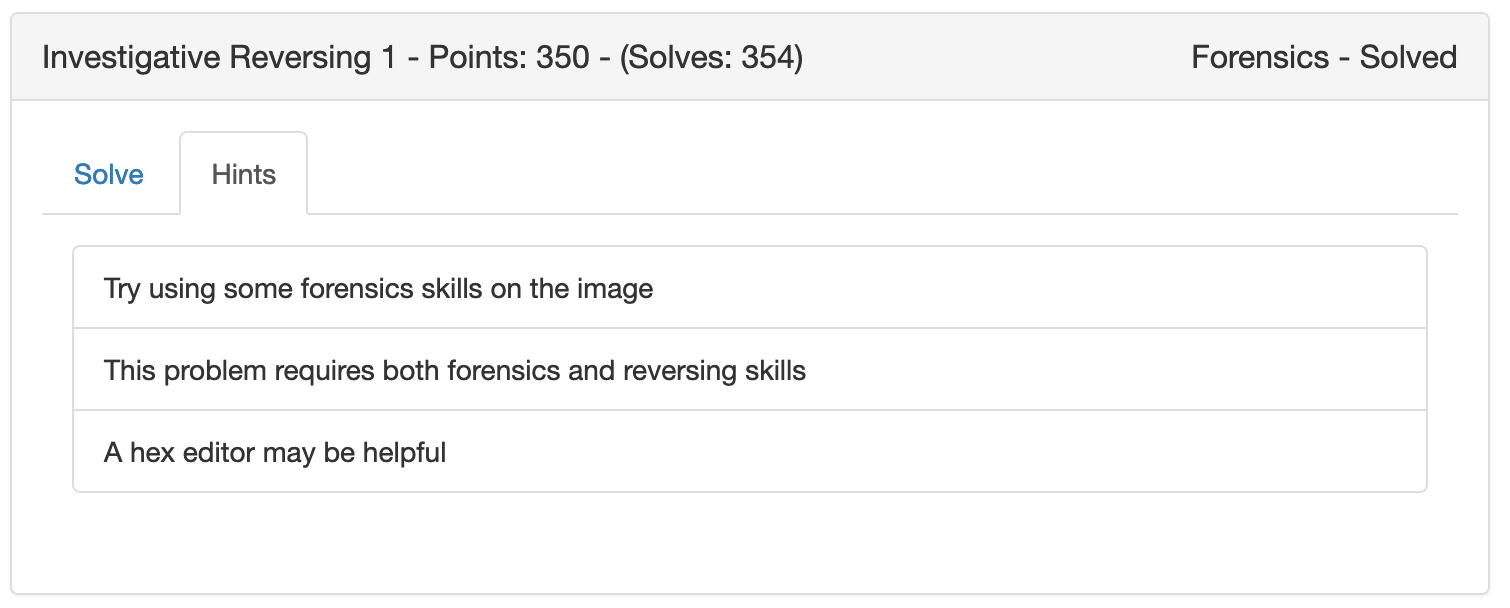 Investigative Reversing 1 - Points: 350 - (Solves: 354)
Forensics - Solved
Solve
Hints
Try using some forensics skills on the image
This problem requires both forensics and reversing skills
A hex editor may be helpful